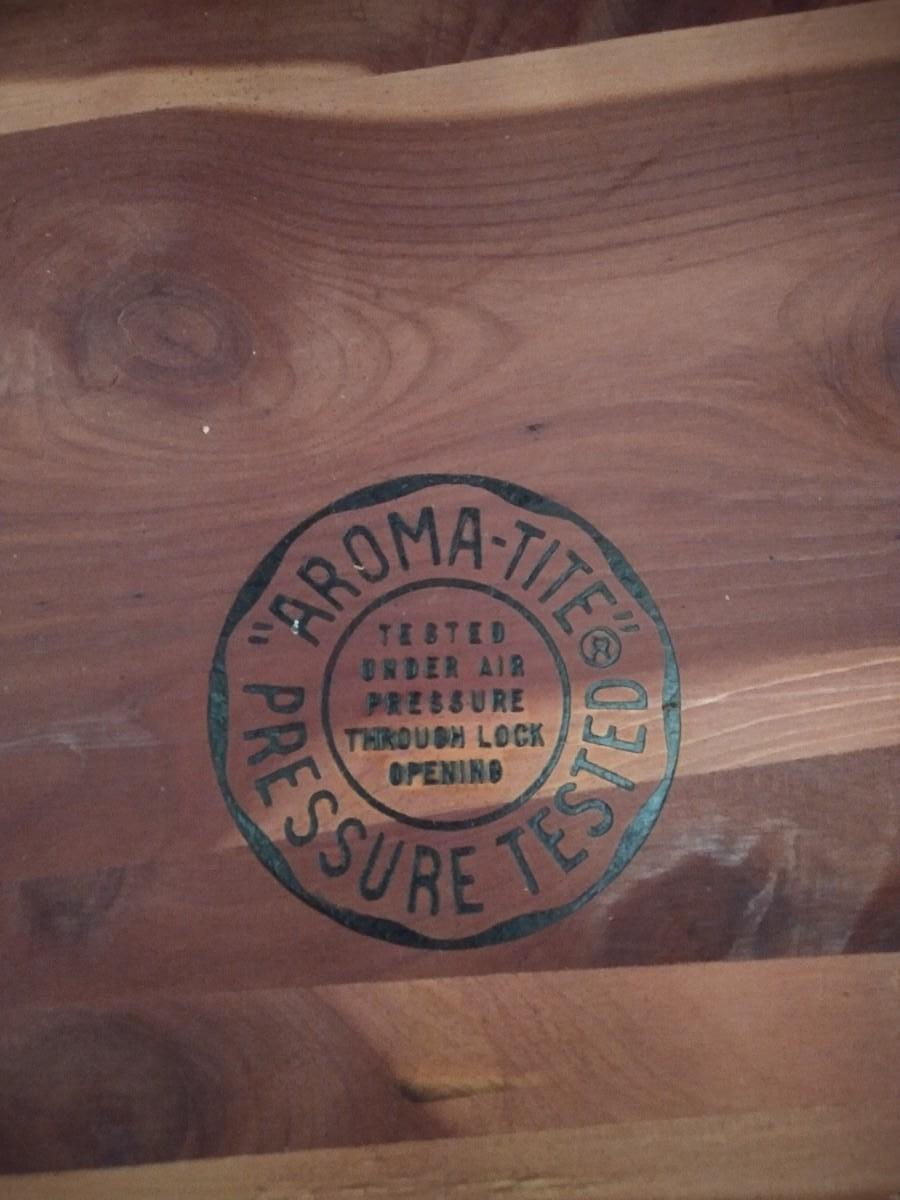 "AROMA-TITE"®
PRESSURE TESTED
TESTED
UNDER AIR
PRESSURE
THROUGH LOCK
OPENING